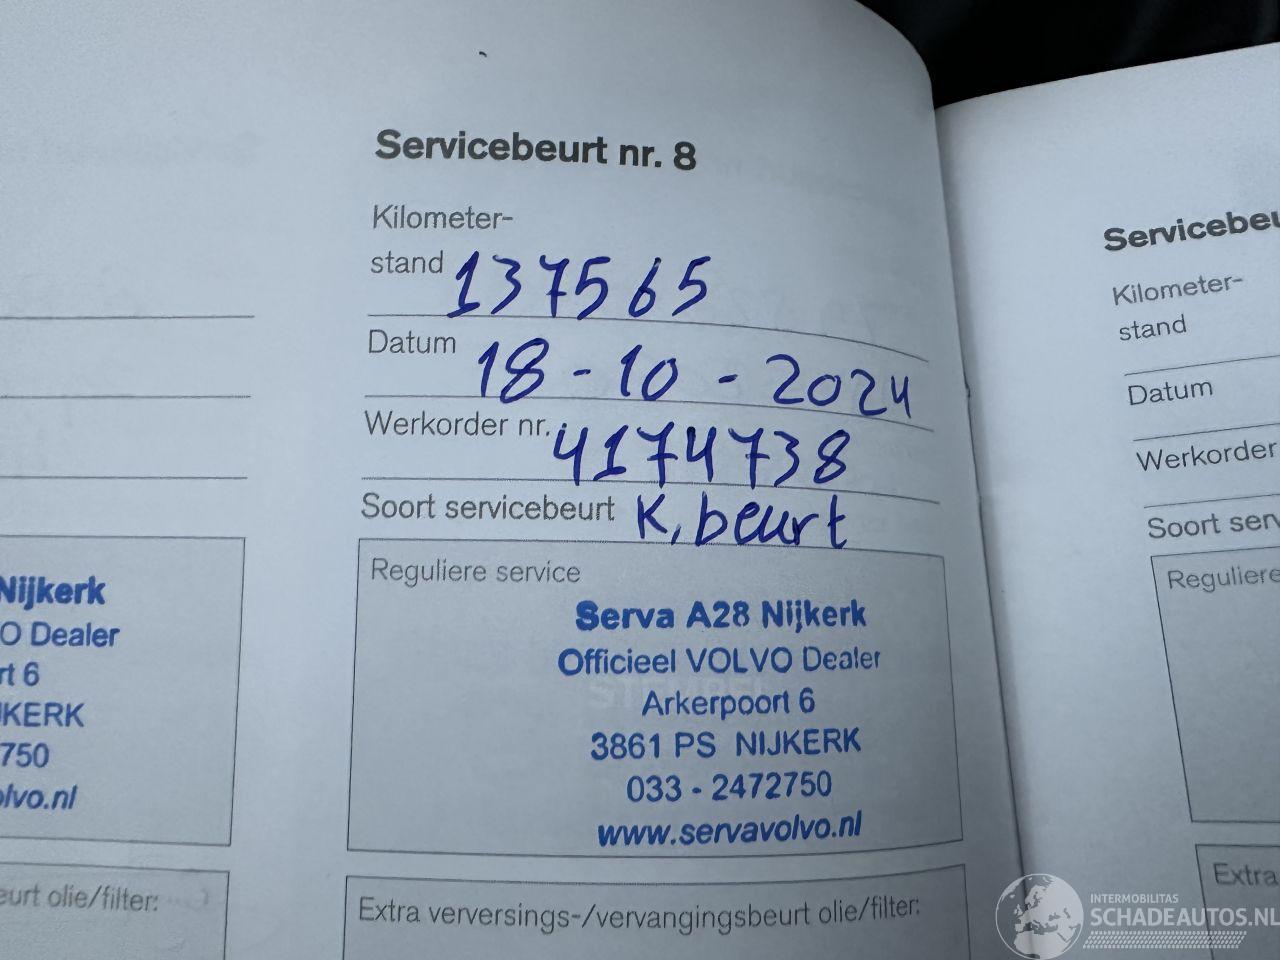 Servicebeurt nr. 8
Kilometer-
stand 137565
Datum 18-10-2024
Werkorder nr. 4174738
Soort servicebeurt K, beurt
Reguliere service
Serva A28 Nijkerk
Officieel VOLVO Dealer
Arkerpoort 6
3861 PS NIJKERK
033 - 2472750
www.servavolvo.nl
Extra verversings-/vervangingsbeurt olie/filter:
Nijkerk
O Dealer
rt 6
JKERK
750
olvo.nl
eurt olie/filter:
Servicebeu
Kilometer-
stand
Datum
Werkorder
Soort serv
Reguliere
Extra
INTERMOBILITAS
SCHADEAUTOS.NL